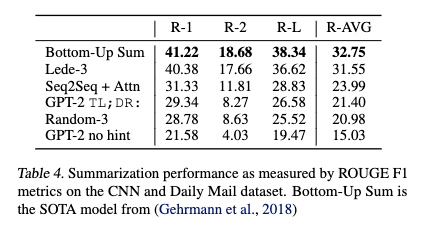 R-1 R-2 R-L R-AVG
Bottom-Up Sum 41.22 18.68 38.34 32.75
Lede-3 40.38 17.66 36.62 31.55
Seq2Seq + Attn 31.33 11.81 28.83 23.99
GPT-2 TL;DR: 29.34 8.27 26.58 21.40
Random-3 28.78 8.63 25.52 20.98
GPT-2 no hint 21.58 4.03 19.47 15.03
Table 4. Summarization performance as measured by ROUGE F1
metrics on the CNN and Daily Mail dataset. Bottom-Up Sum is
the SOTA model from (Gehrmann et al., 2018)